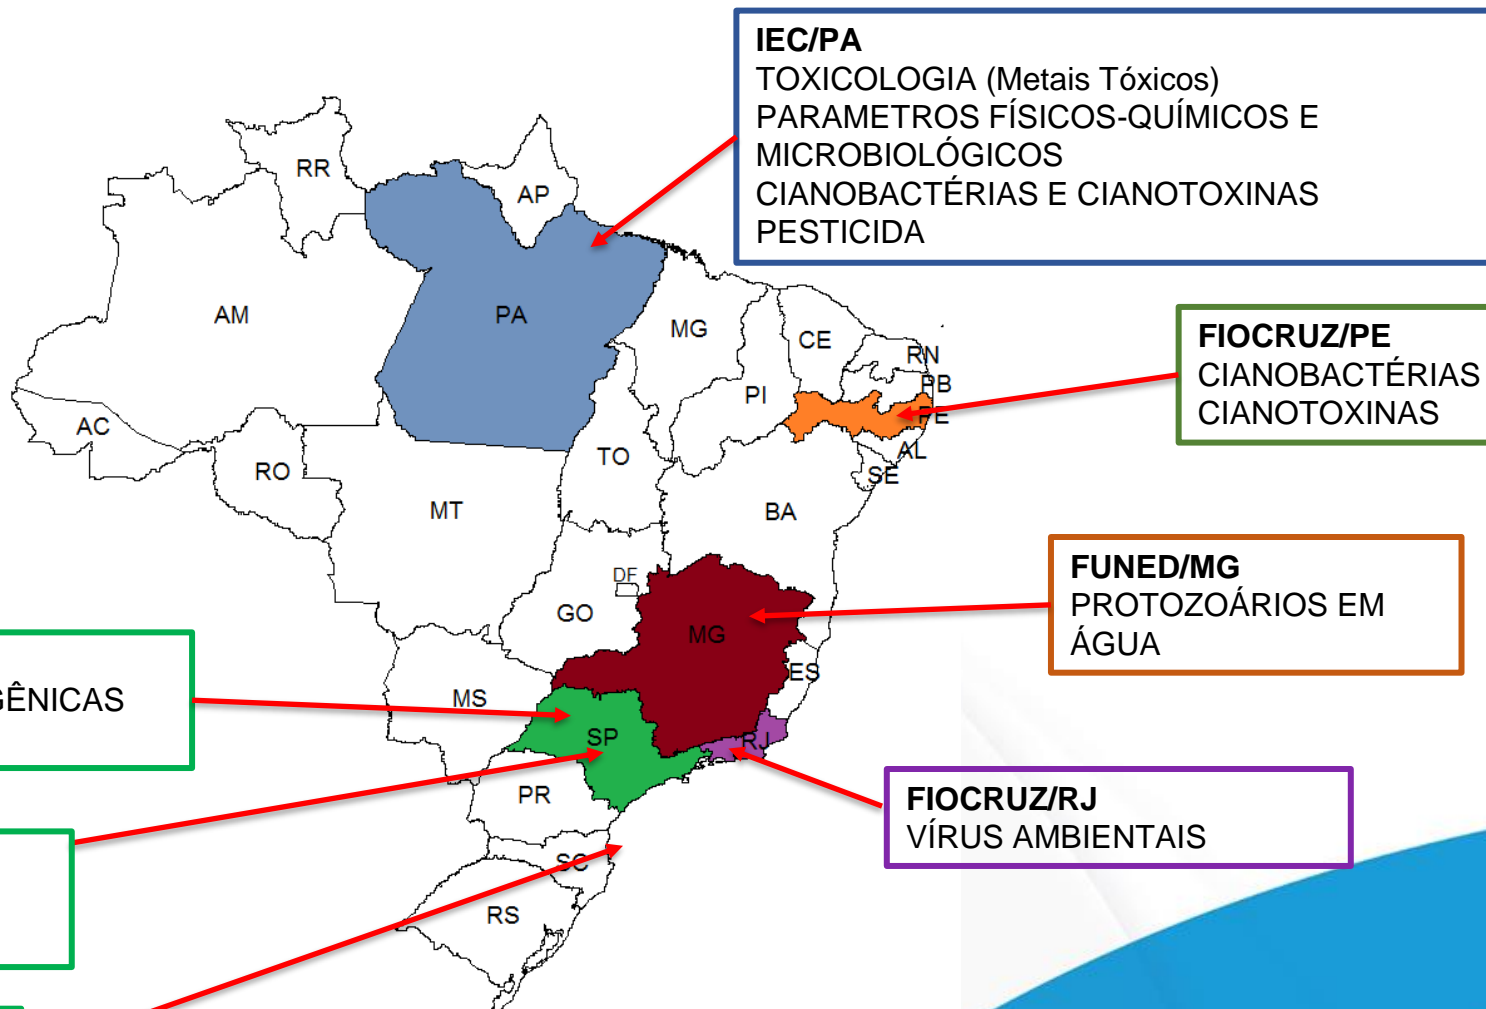 IEC/PA
TOXICOLOGIA (Metais Tóxicos)
PARAMETROS FÍSICOS-QUÍMICOS E
MICROBIOLÓGICOS
CIANOBACTÉRIAS E CIANOTOXINAS
PESTICIDA
RR
AP
AM
PA
MG
CE
RN
PB
PI
PE
AL
SE
AC
RO
TO
MT
BA
FIOCRUZ/PE
CIANOBACTÉRIAS
CIANOTOXINAS
DF
GO
MG
ES
MS
SP
RJ
PR
SC
RS
FUNED/MG
PROTOZOÁRIOS EM
ÁGUA
GÊNICAS
FIOCRUZ/RJ
VÍRUS AMBIENTAIS